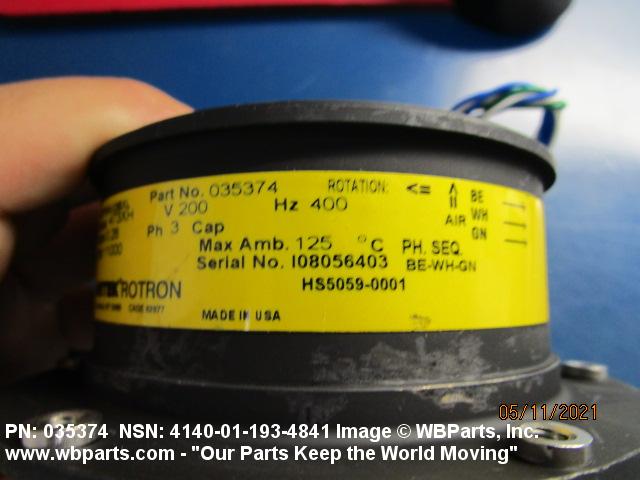 Part No. 035374 ROTATION: <=
V 200 Hz 400
Ph 3 Cap
AIR
BE
WH
GN
Max Amb. 125 °C PH. SEQ.
Serial No. I08056403 BE-WH-GN
HS5059-0001
ROTRON
MADE IN USA
05/11/2021
PN: 035374 NSN: 4140-01-193-4841 Image © WBParts, Inc.
www.wbparts.com - "Our Parts Keep the World Moving"